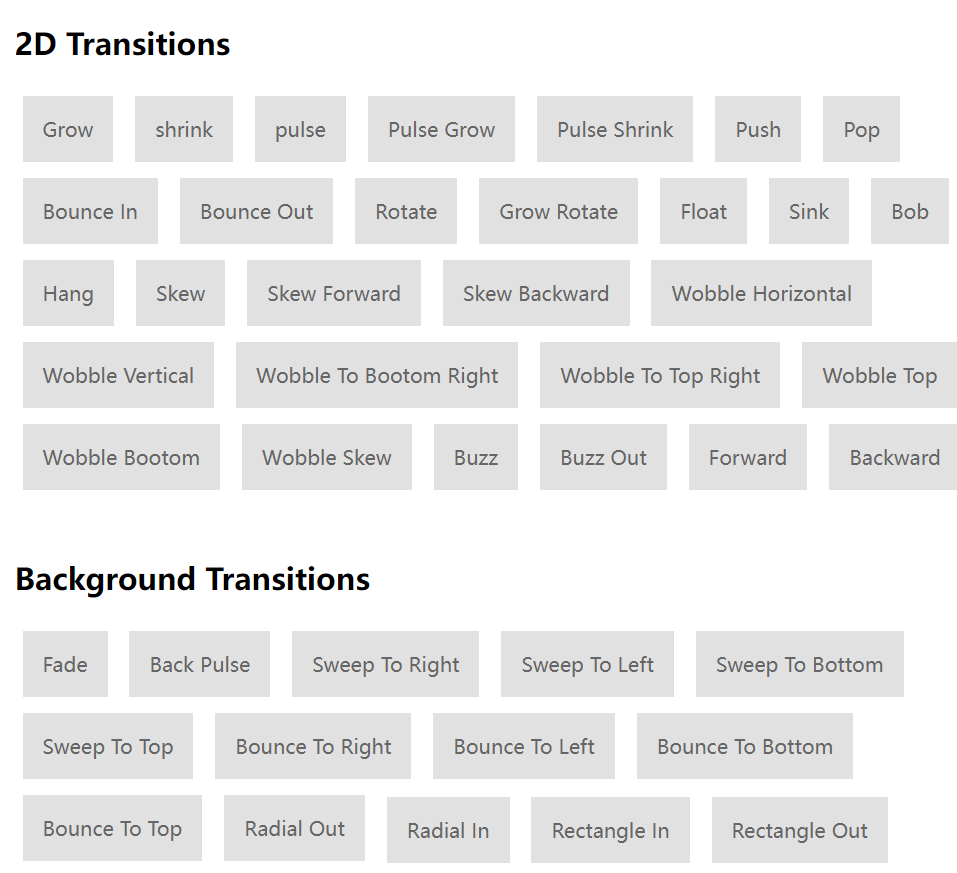 2D Transitions
Grow shrink pulse Pulse Grow Pulse Shrink Push Pop
Bounce In Bounce Out Rotate Grow Rotate Float Sink Bob
Hang Skew Skew Forward Skew Backward Wobble Horizontal
Wobble Vertical Wobble To Bootom Right Wobble To Top Right Wobble Top
Wobble Bootom Wobble Skew Buzz Buzz Out Forward Backward
Background Transitions
Fade Back Pulse Sweep To Right Sweep To Left Sweep To Bottom
Sweep To Top Bounce To Right Bounce To Left Bounce To Bottom
Bounce To Top Radial Out Radial In Rectangle In Rectangle Out